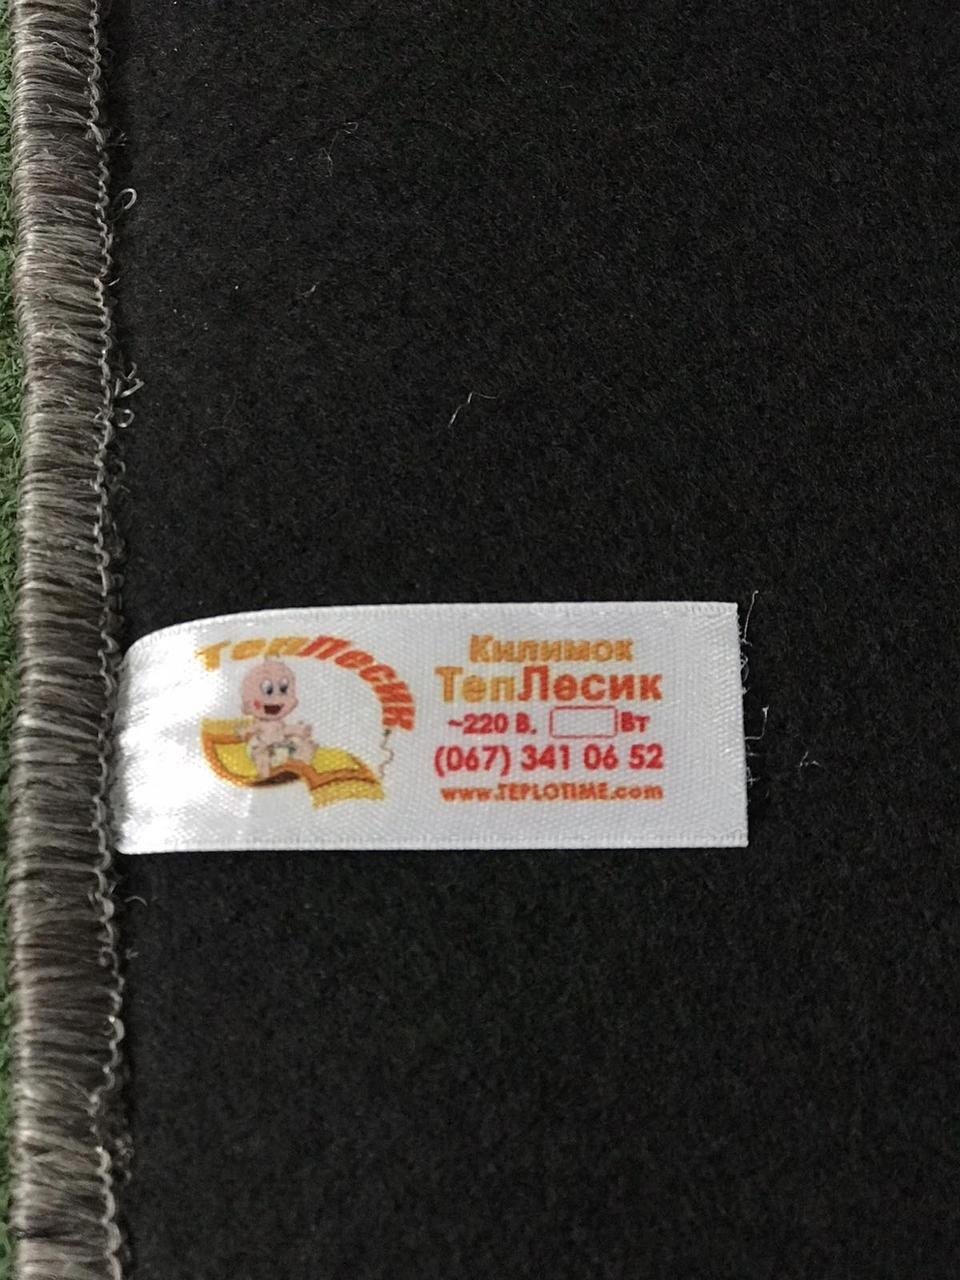 ТепЛесик
Килимок
ТепЛесик
~220 В, Вт
(067) 341 06 52
www.TEPLOTIME.com